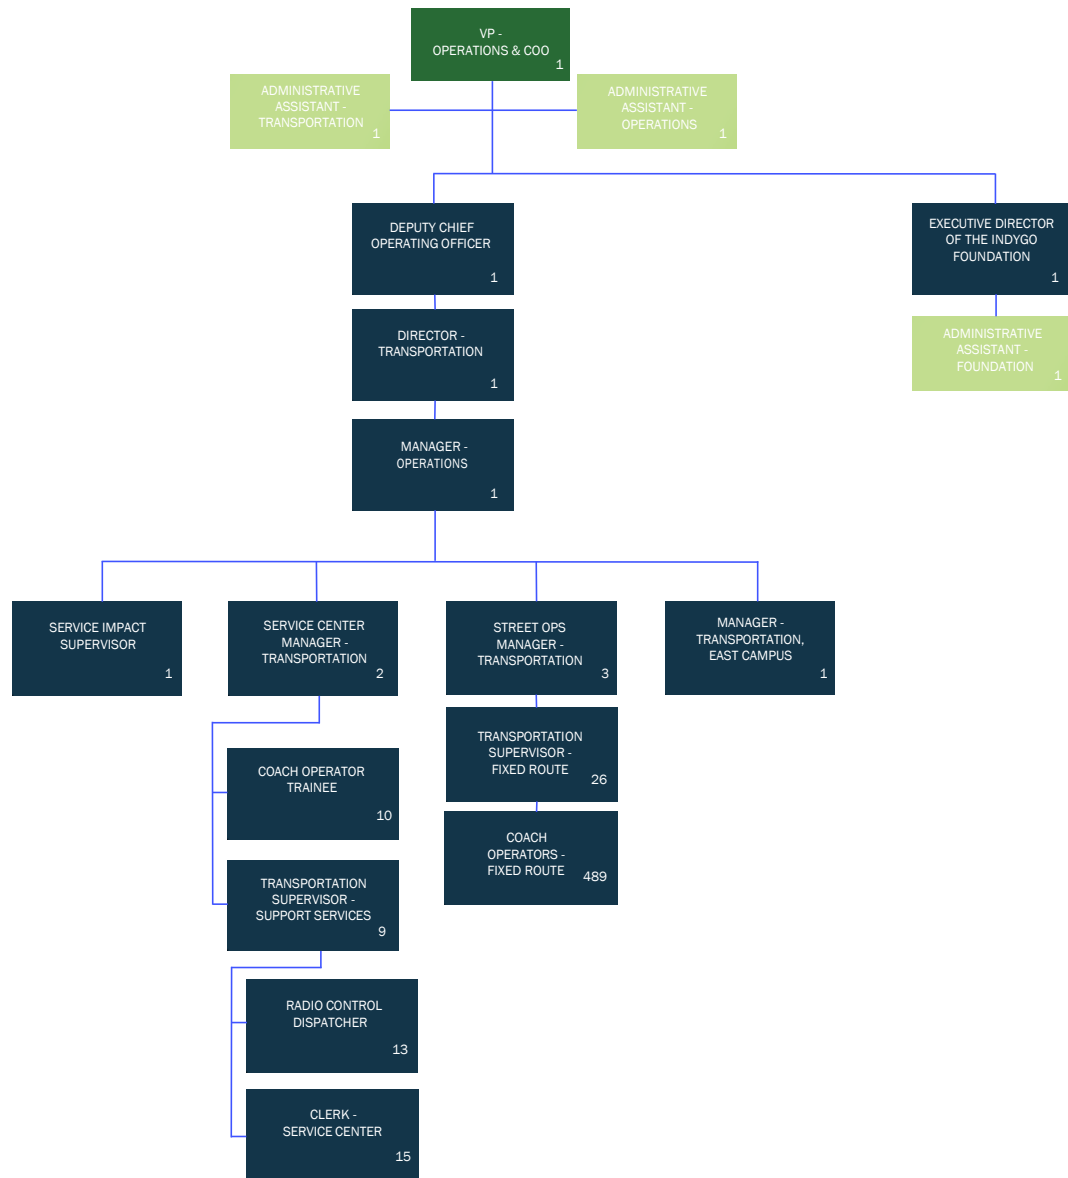 VP -
OPERATIONS & COO
1
ADMINISTRATIVE
ASSISTANT -
TRANSPORTATION
1
ADMINISTRATIVE
ASSISTANT -
OPERATIONS
1
DEPUTY CHIEF
OPERATING OFFICER
1
EXECUTIVE DIRECTOR
OF THE INDYGO
FOUNDATION
1
DIRECTOR -
TRANSPORTATION
1
ADMINISTRATIVE
ASSISTANT -
FOUNDATION
1
MANAGER -
OPERATIONS
1
SERVICE IMPACT
SUPERVISOR
1
SERVICE CENTER
MANAGER -
TRANSPORTATION
2
STREET OPS
MANAGER -
TRANSPORTATION
3
MANAGER -
TRANSPORTATION,
EAST CAMPUS
1
COACH OPERATOR
TRAINEE
10
TRANSPORTATION
SUPERVISOR -
FIXED ROUTE
26
TRANSPORTATION
SUPERVISOR -
SUPPORT SERVICES
9
COACH
OPERATORS -
FIXED ROUTE
489
RADIO CONTROL
DISPATCHER
13
CLERK -
SERVICE CENTER
15